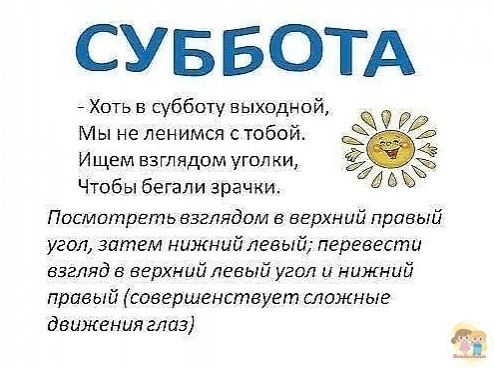 СУББОТА
- Хоть в субботу выходной,
Мы не ленимся с тобой.
Ищем взглядом уголки,
Чтобы бегали зрачки.
Посмотреть взглядом в верхний правый
угол, затем нижний левый; перевести
взгляд в верхний левый угол и нижний
правый (совершенствует сложные
движения глаз)